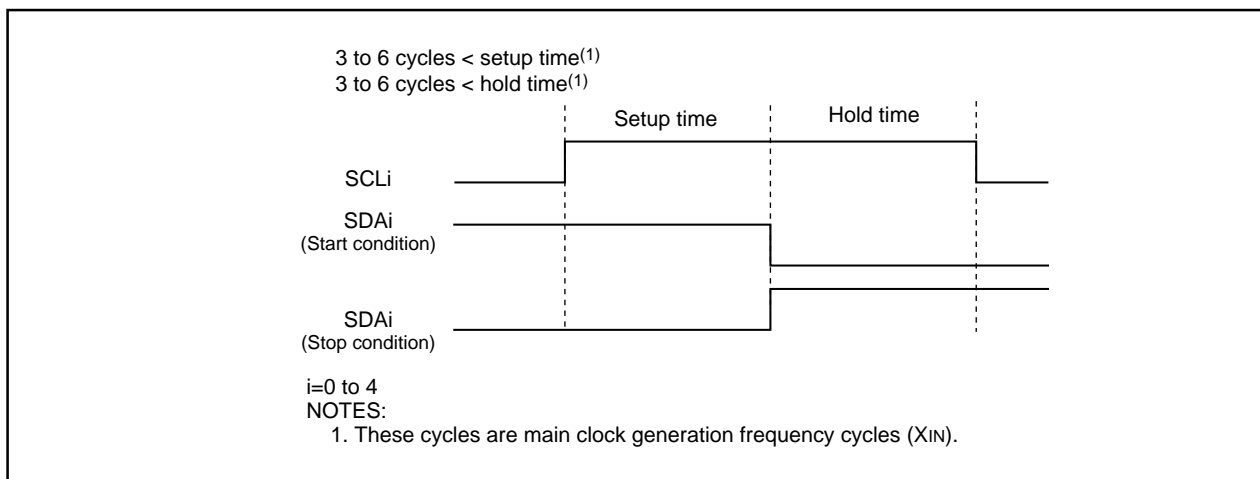 3 to 6 cycles < setup time(1)
3 to 6 cycles < hold time(1)
Setup time
Hold time
SCLi
SDAi
(Start condition)
SDAi
(Stop condition)
i=0 to 4
NOTES:
1. These cycles are main clock generation frequency cycles (XIN).